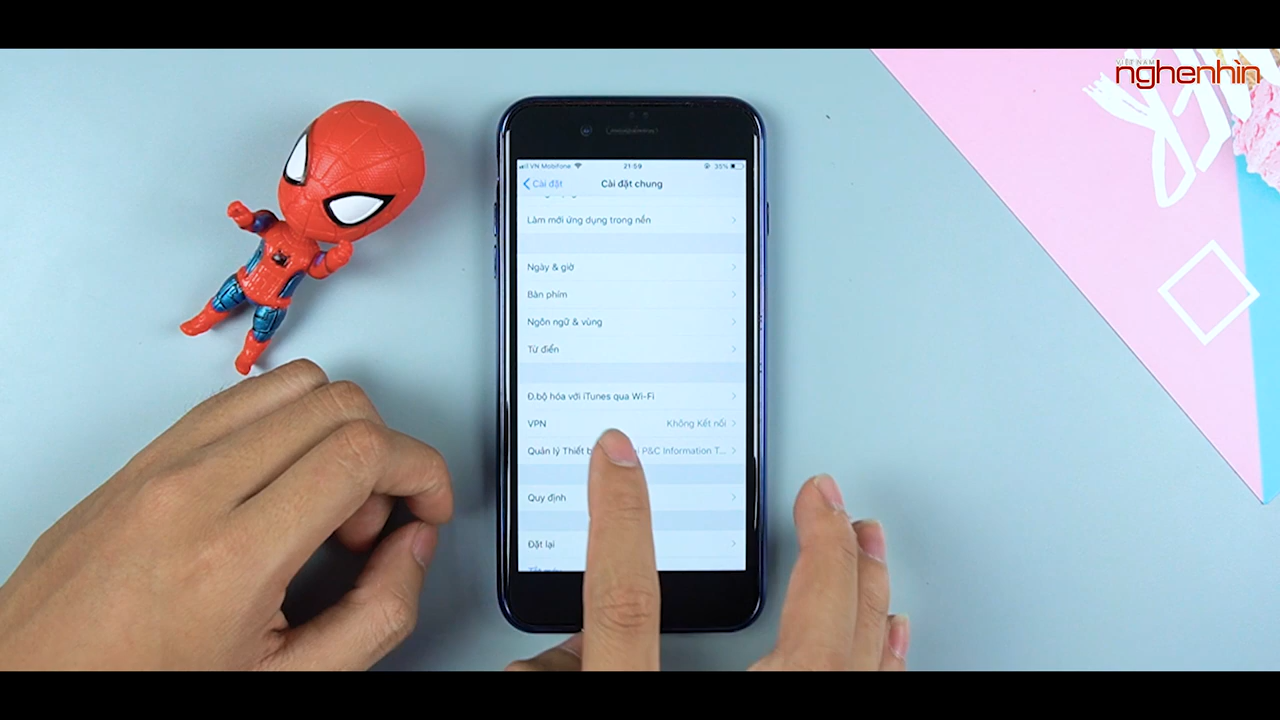 VIỆT NAM
nghenhìn
VN Mobifone 21:59 35%
Cài đặt Cài đặt chung
Làm mới ứng dụng trong nền
Ngày & giờ
Bàn phím
Ngôn ngữ & vùng
Từ điển
Đ.bộ hóa với iTunes qua Wi-Fi
VPN Không Kết nối
Quản lý Thiết P&C Information T...
Quy định
Đặt lại